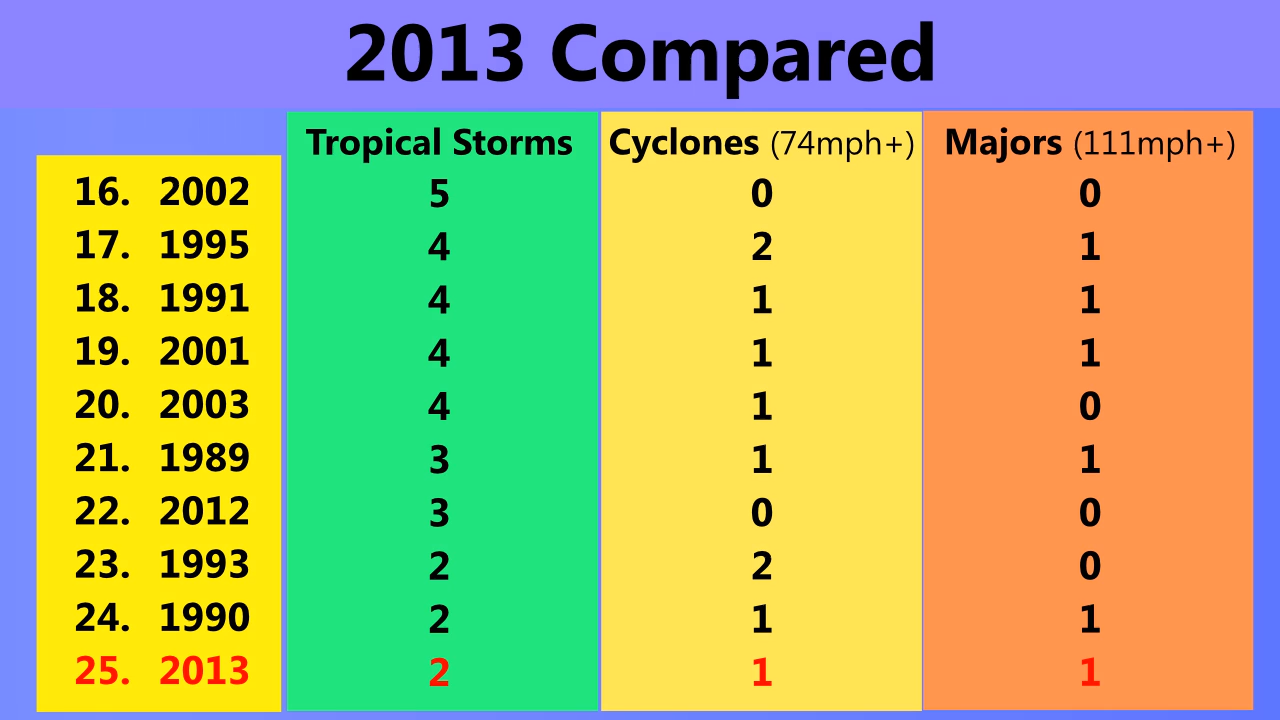 2013 Compared
Tropical Storms Cyclones (74mph+) Majors (111mph+)
16. 2002 5 0 0
17. 1995 4 2 1
18. 1991 4 1 1
19. 2001 4 1 1
20. 2003 4 1 0
21. 1989 3 1 1
22. 2012 3 0 0
23. 1993 2 2 0
24. 1990 2 1 1
25. 2013 2 1 1